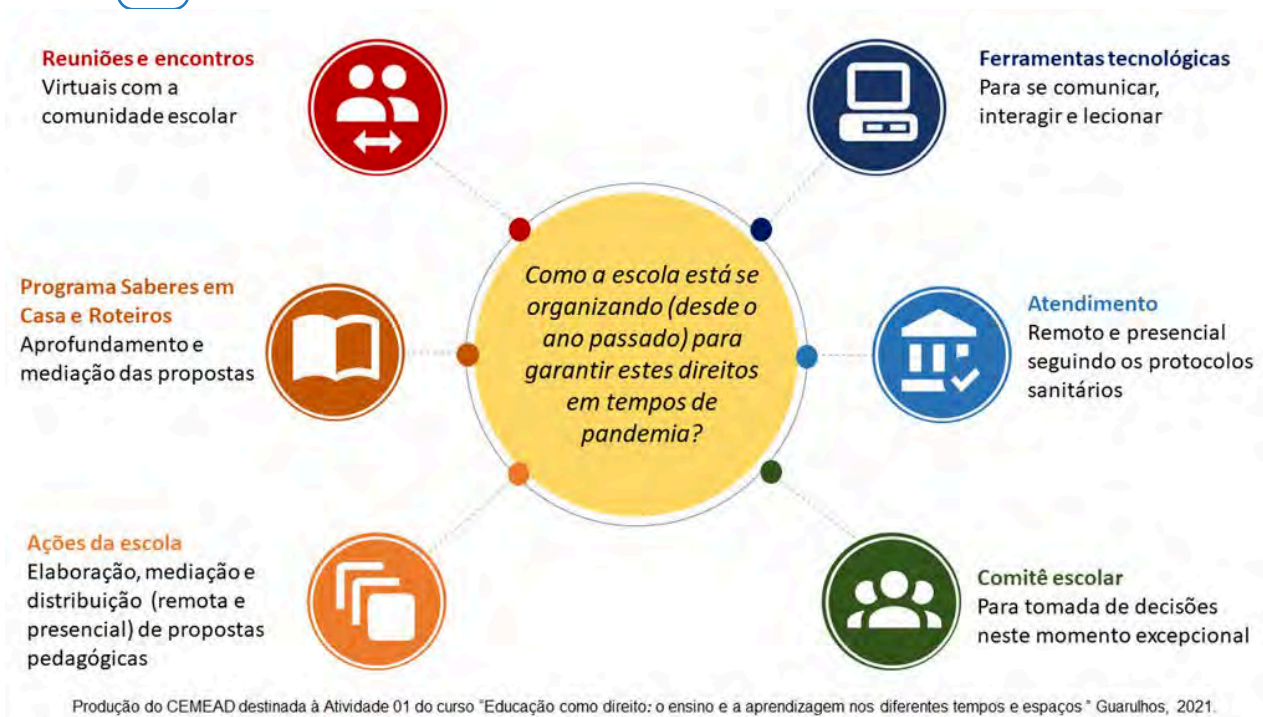 Reuniões e encontros
Virtuais com a
comunidade escolar
Ferramentas tecnológicas
Para se comunicar,
interagir e lecionar
Programa Saberes em
Casa e Roteiros
Aprofundamento e
mediação das propostas
Como a escola está se
organizando (desde o
ano passado) para
garantir estes direitos
em tempos de
pandemia?
Atendimento
Remoto e presencial
seguindo os protocolos
sanitários
Ações da escola
Elaboração, mediação e
distribuição (remota e
presencial) de propostas
pedagógicas
Comitê escolar
Para tomada de decisões
neste momento excepcional
Produção do CEMEAD destinada à Atividade 01 do curso "Educação como direito: o ensino e a aprendizagem nos diferentes tempos e espaços" Guarulhos, 2021.